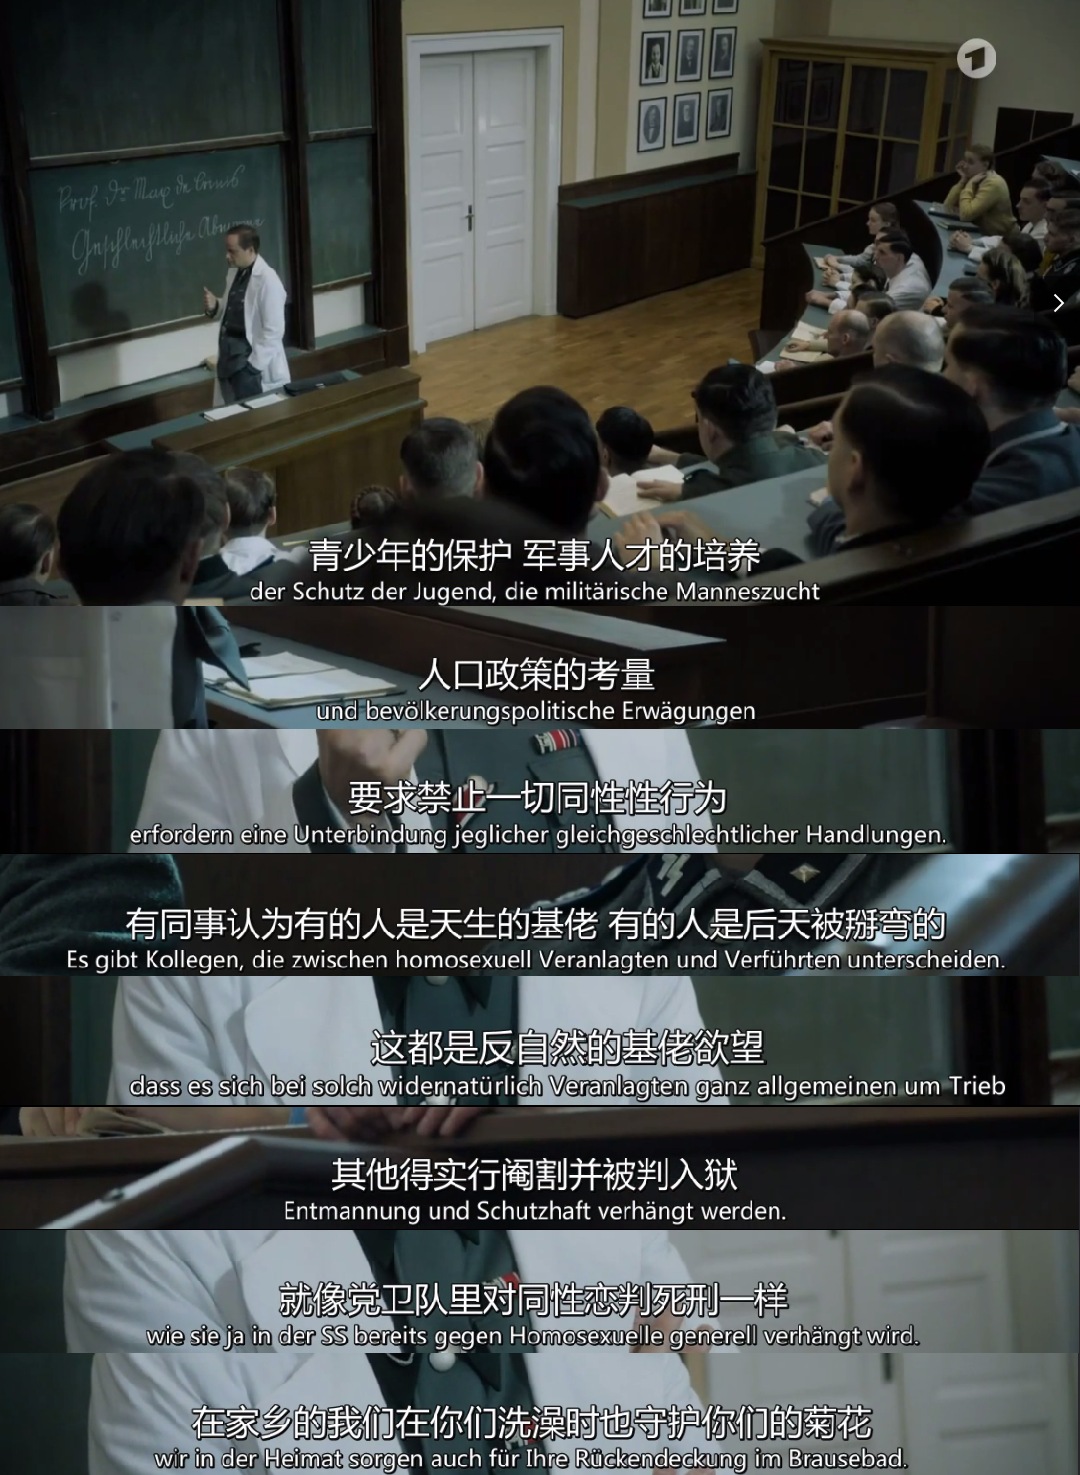 Prof. Dr. Max de Crinis
Geschlechtliche
青少年的保护 军事人才的培养
der Schutz der Jugend, die militärische Manneszucht
人口政策的考量
und bevölkerungspolitische Erwägungen
要求禁止一切同性性行为
erfordern eine Unterbindung jeglicher gleichgeschlechtlicher Handlungen.
有同事认为有的人是天生的基佬 有的人是后天被掰弯的
Es gibt Kollegen, die zwischen homosexuell Veranlagten und Verführten unterscheiden.
这都是反自然的基佬欲望
dass es sich bei solch widernatürlich Veranlagten ganz allgemeinen um Trieb
其他得实行阉割并被判入狱
Entmannung und Schutzhaft verhängt werden.
就像党卫队里对同性恋判死刑一样
wie sie ja in der SS bereits gegen Homosexuelle generell verhängt wird.
在家乡的我们在你们洗澡时也守护你们的菊花
wir in der Heimat sorgen auch für Ihre Rückendeckung im Brausebad.